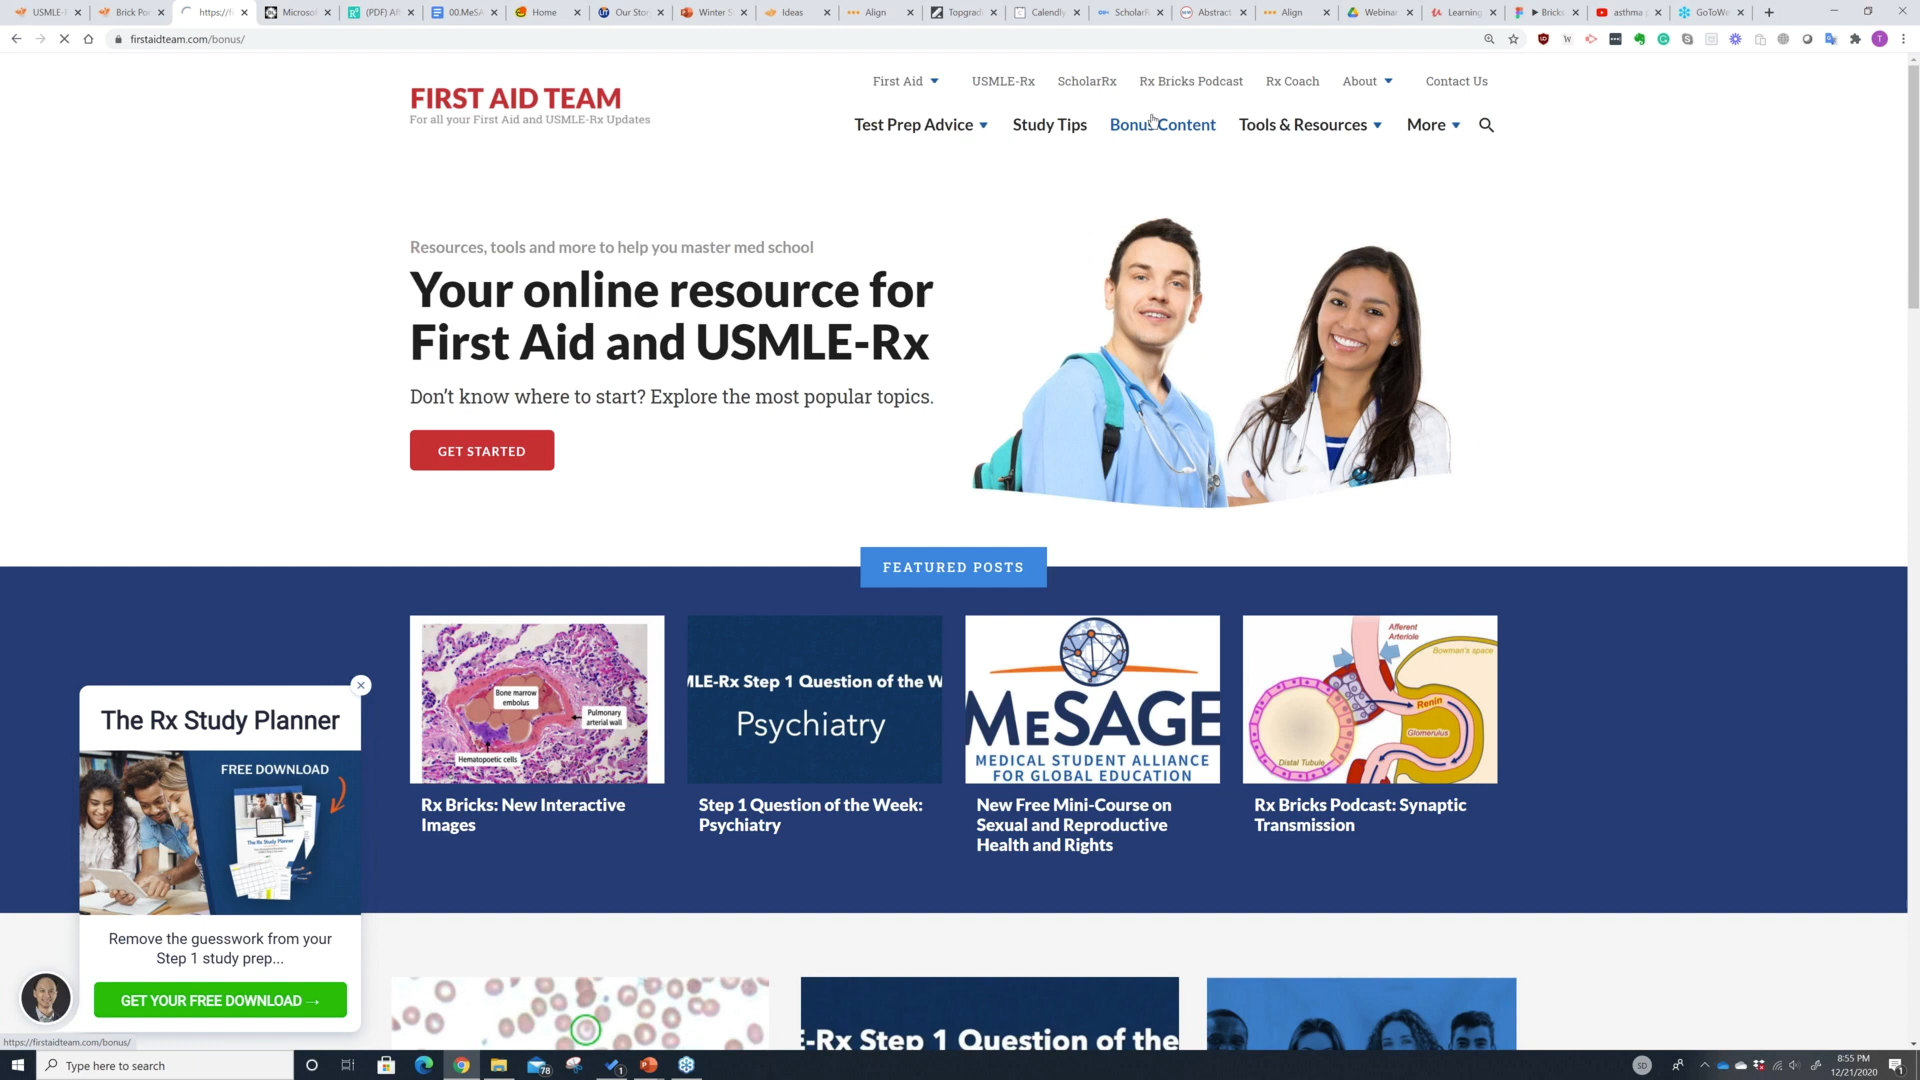 USMLE-
Brick Po
https://f
Microso
(PDF) Af
00.MeSA
Home
Our Sto
Winter S
Ideas
Align
Topgrad
Calendly
ScholarR
Abstract
Align
Webinar
Learning
Bricks
asthma
GoToWe
firstaidteam.com/bonus/
First Aid
USMLE-Rx
ScholarRx
Rx Bricks Podcast
Rx Coach
About
Contact Us
FIRST AID TEAM
For all your First Aid and USMLE-Rx Updates
Test Prep Advice
Study Tips
Bonus Content
Tools & Resources
More
Resources, tools and more to help you master med school
Your online resource for
First Aid and USMLE-Rx
Don't know where to start? Explore the most popular topics.
GET STARTED
FEATURED POSTS
Bone marrow
embolus
Pulmonary
arterial wall
Hematopoetic cells
MLE-Rx Step 1 Question of the W
Psychiatry
MeSAGE
MEDICAL STUDENT ALLIANCE
FOR GLOBAL EDUCATION
Afferent
Arteriole
Bowman's space
Renin
Glomerulus
Distal Tubule
Rx Bricks: New Interactive
Images
Step 1 Question of the Week:
Psychiatry
New Free Mini-Course on
Sexual and Reproductive
Health and Rights
Rx Bricks Podcast: Synaptic
Transmission
The Rx Study Planner
FREE DOWNLOAD
The Rx Study Planner
Remove the guesswork from your
Step 1 study prep...
GET YOUR FREE DOWNLOAD →
E-Rx Step 1 Question of the
https://firstaidteam.com/bonus/
Type here to search
78
1
SD
8:55 PM
12/21/2020
1